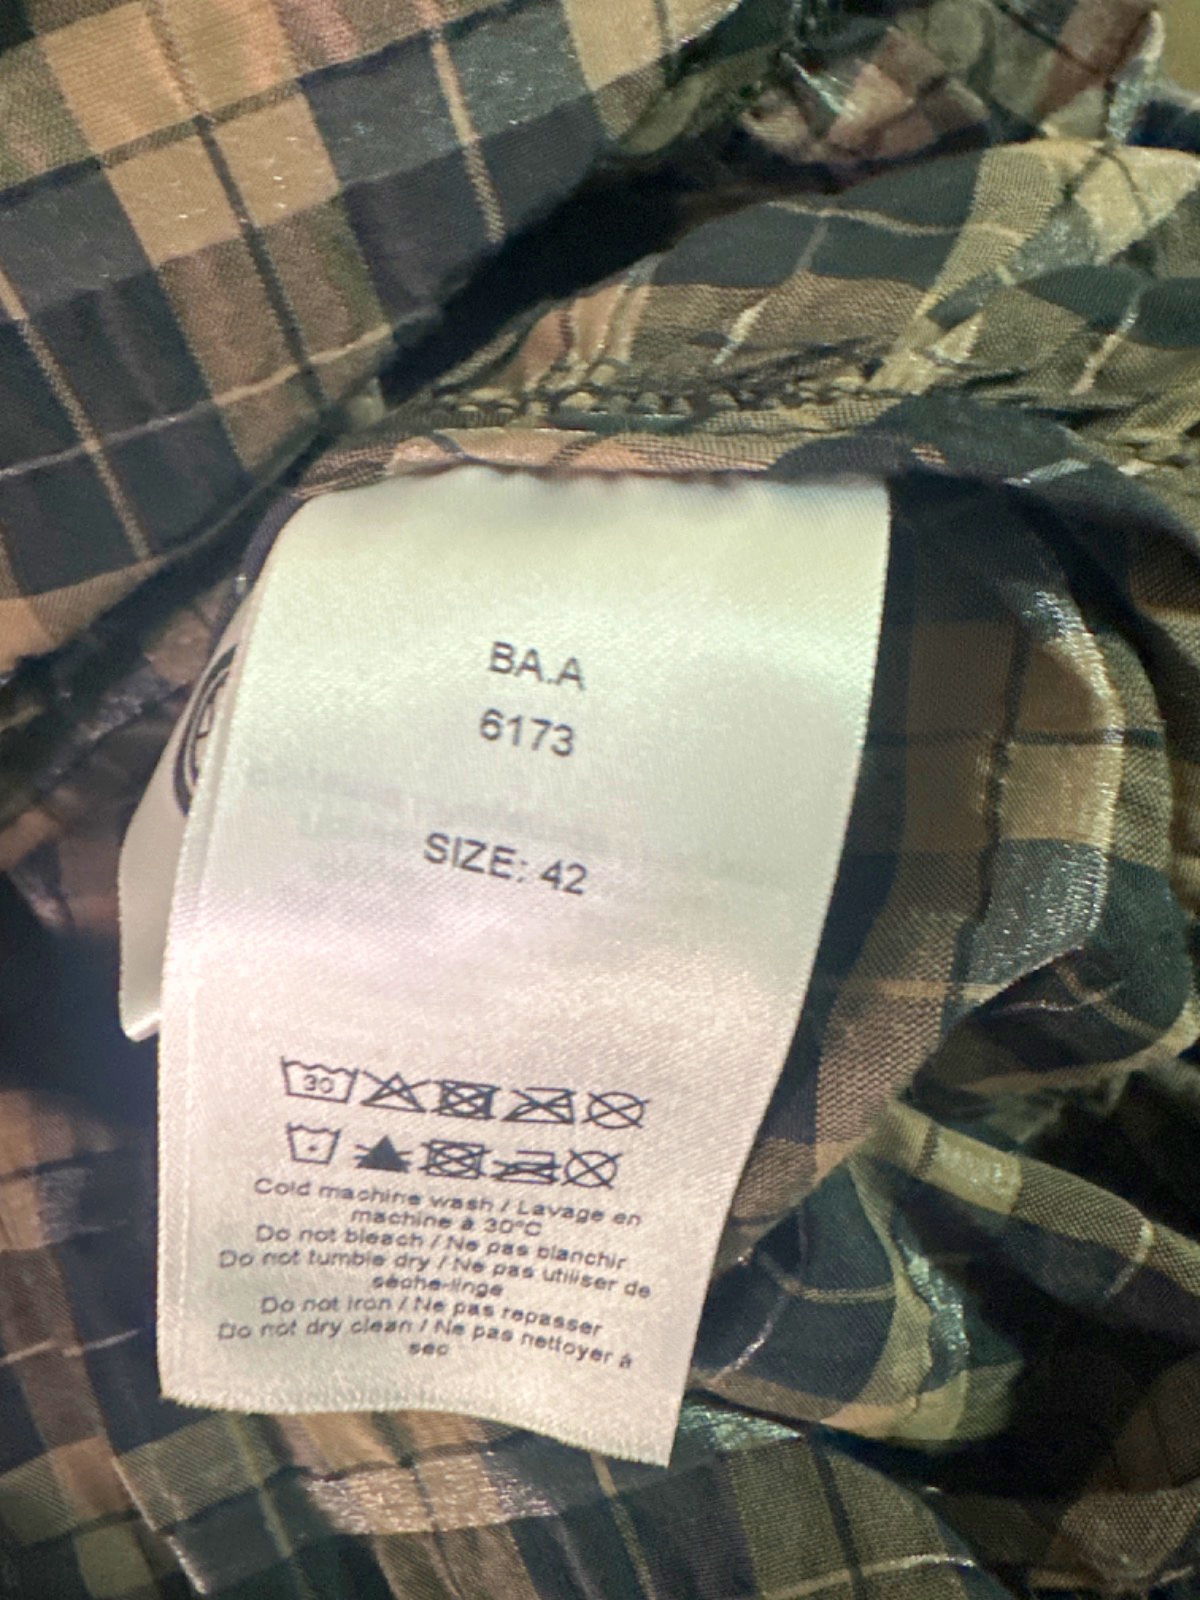 BA.A
6173
SIZE: 42
30
Cold machine wash / Lavage en
machine à 30°C
Do not bleach / Ne pas blanchir
Do not tumble dry / Ne pas utiliser de
sèche-linge
Do not iron / Ne pas repasser
Do not dry clean / Ne pas nettoyer à
sec